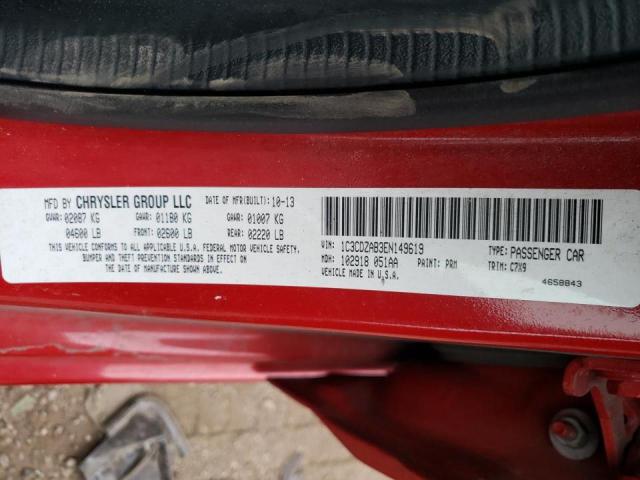 MFD BY CHRYSLER GROUP LLC DATE OF MFR(BUILT): 10-13
GVWR: 02087 KG GAWR: 01180 KG GAWR: 01007 KG
04600 LB FRONT: 02600 LB REAR: 02220 LB
THIS VEHICLE CONFORMS TO ALL APPLICABLE U.S.A. FEDERAL MOTOR VEHICLE SAFETY,
BUMPER AND THEFT PREVENTION STANDARDS IN EFFECT ON
THE DATE OF MANUFACTURE SHOWN ABOVE.
VIN: 1C3CDZAB3EN149619 TYPE: PASSENGER CAR
MDH: 102918 051AA PAINT: PRM TRIM: C7X9
VEHICLE MADE IN U.S.A.
4658843